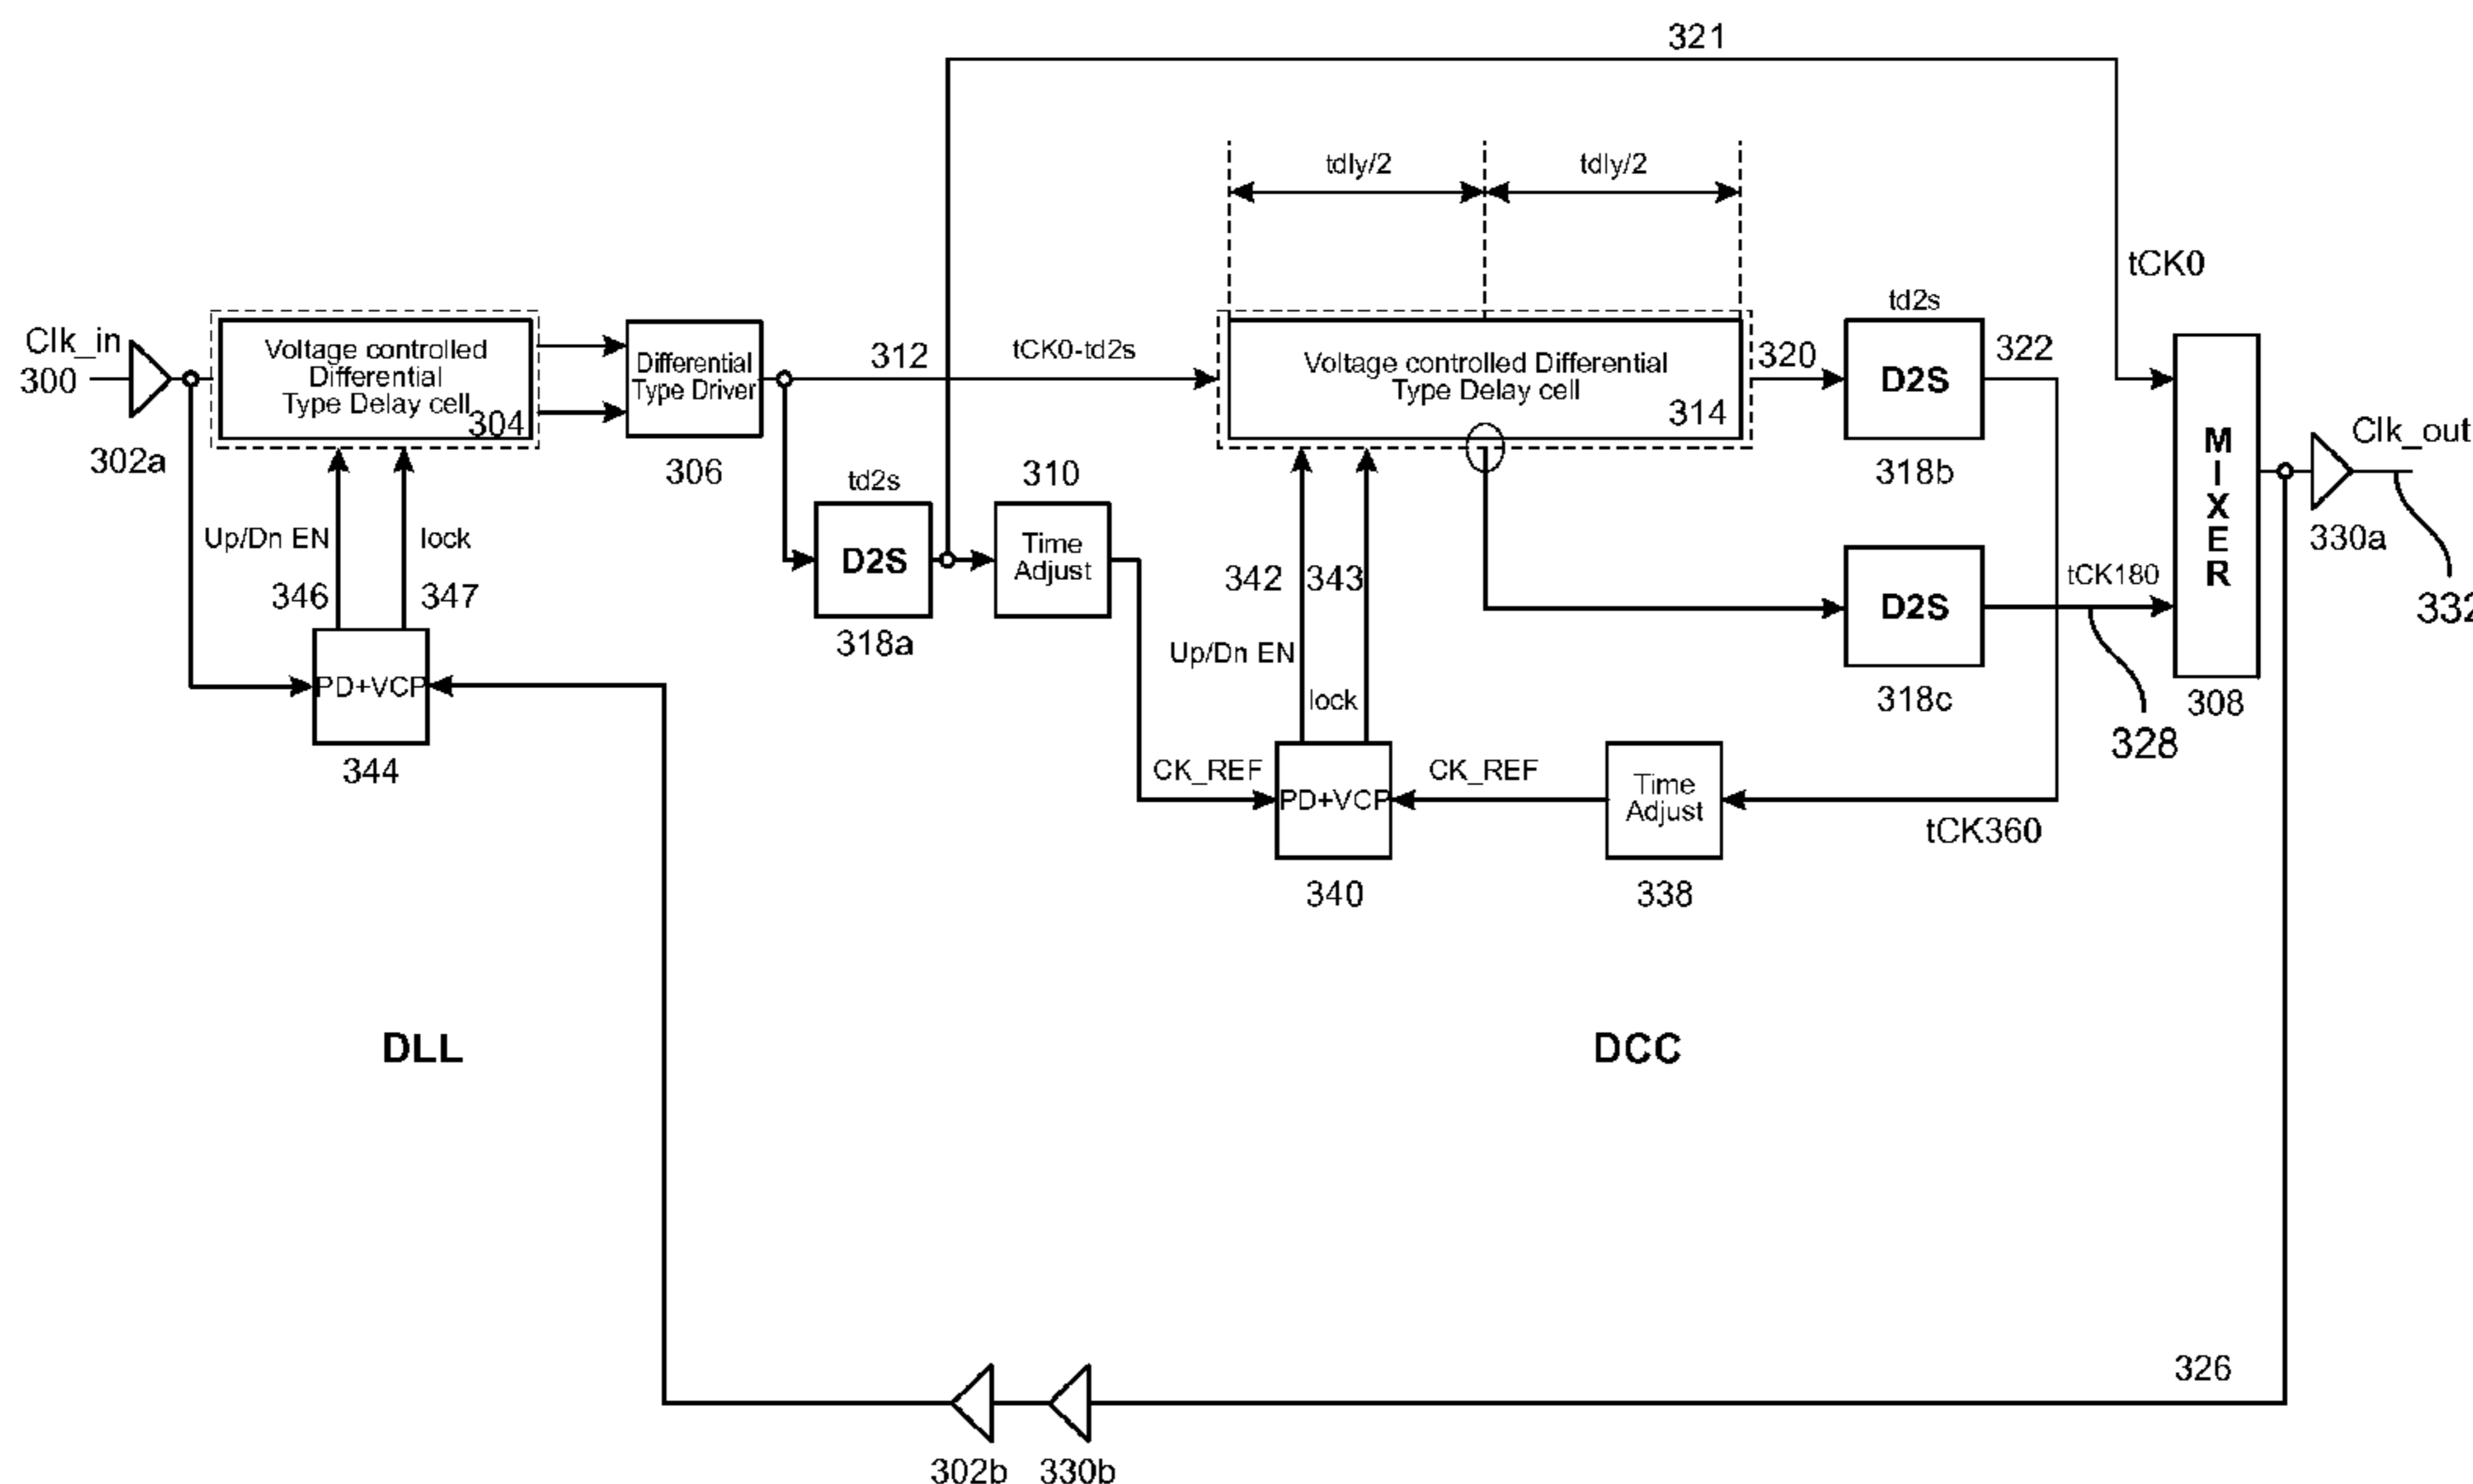 321
tdly/2
tdly/2
tCK0
Clk_in
300
302a
Voltage controlled
Differential
Type Delay cell
304
Differential
Type Driver
306
312
tCK0-td2s
Voltage controlled Differential
Type Delay cell
314
320
td2s
D2S
318b
322
MIXER
308
Clk_out
330a
332
Up/Dn EN
346
lock
347
td2s
D2S
318a
310
Time
Adjust
342
343
Up/Dn EN
lock
D2S
318c
tCK180
328
PD+VCP
344
CK_REF
PD+VCP
340
CK_REF
Time
Adjust
338
tCK360
DLL
DCC
326
302b
330b